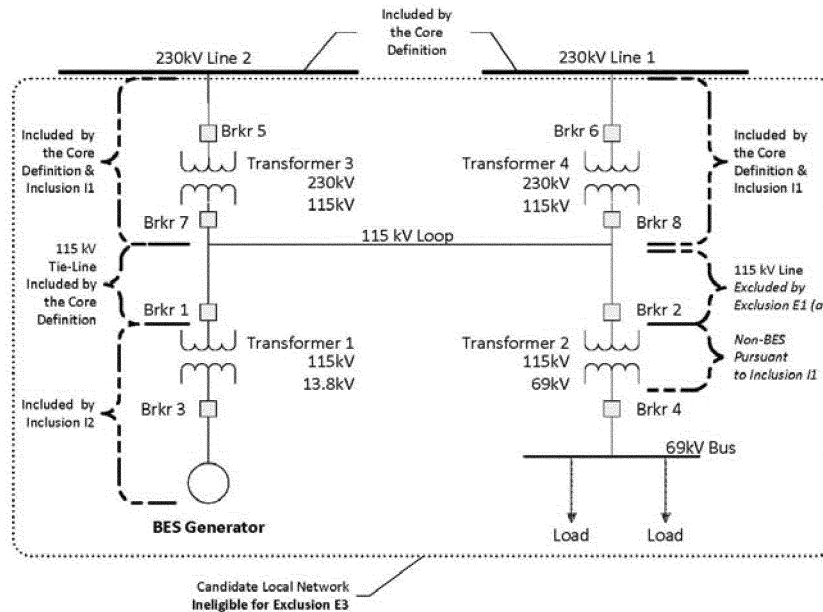 Included by
the Core
Definition
230kV Line 2
230kV Line 1
Included by
the Core
Definition &
Inclusion I1
Brkr 5
Transformer 3
230kV
115kV
Brkr 7
Brkr 6
Transformer 4
230kV
115kV
Brkr 8
Included by
the Core
Definition &
Inclusion I1
115 kV Loop
115 kV
Tie-Line
Included by
the Core
Definition
Brkr 1
Transformer 1
115kV
13.8kV
Brkr 3
Brkr 2
Transformer 2
115kV
69kV
Brkr 4
115 kV Line
Excluded by
Exclusion E1 (a
Non-BES
Pursuant
to Inclusion I1
Included by
Inclusion I2
BES Generator
69kV Bus
Load
Load
Candidate Local Network
Ineligible for Exclusion E3